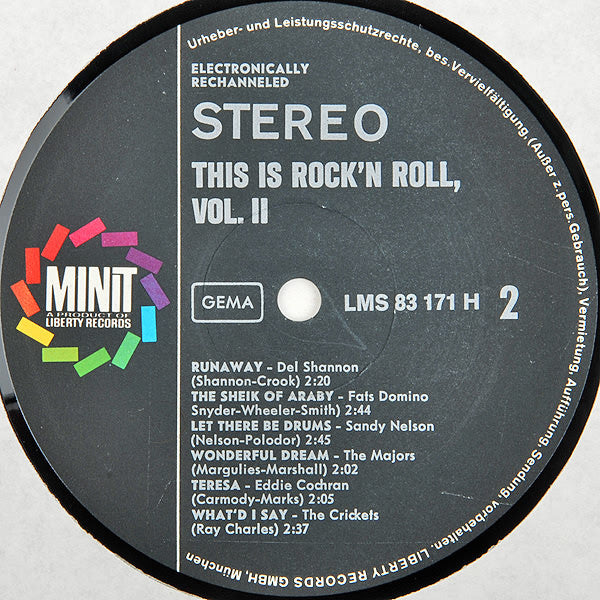 Urheber- und Leistungsschutzrechte, bes. Vervielfältigung, (Außer z. pers. Gebrauch), Vermietung, Aufführung, Sendung, vorbehalten. LIBERTY RECORDS GMBH, München
ELECTRONICALLY
RECHANNELED
STEREO
THIS IS ROCK'N ROLL,
VOL. II
MINIT
A PRODUCT OF
LIBERTY RECORDS
GEMA
LMS 83 171 H 2
RUNAWAY – Del Shannon
(Shannon-Crook) 2:20
THE SHEIK OF ARABY – Fats Domino
Snyder-Wheeler-Smith) 2:44
LET THERE BE DRUMS – Sandy Nelson
(Nelson-Polodor) 2:45
WONDERFUL DREAM – The Majors
(Margulies-Marshall) 2:02
TERESA – Eddie Cochran
(Carmody-Marks) 2:05
WHAT'D I SAY – The Crickets
(Ray Charles) 2:37